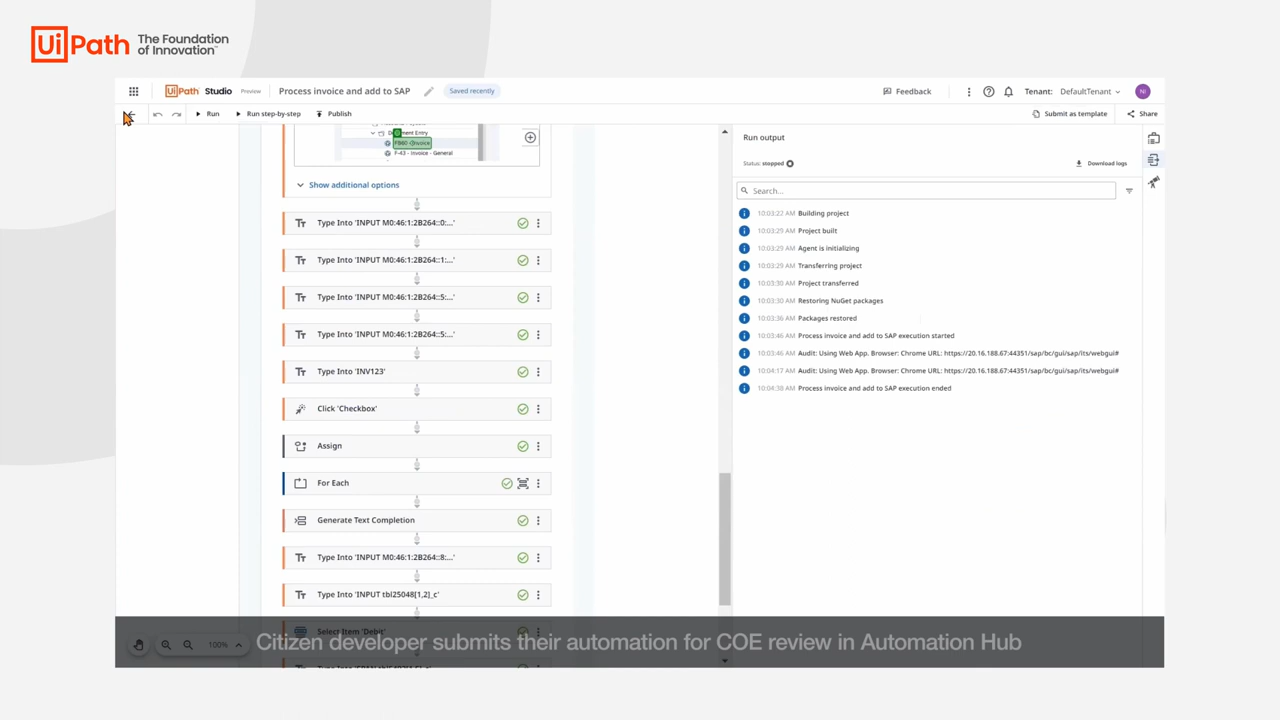 UiPath
The Foundation
of Innovation™
UiPath Studio
Preview
Process invoice and add to SAP
Saved recently
Feedback
Tenant: DefaultTenant
NI
Run
Run step-by-step
Publish
Submit as template
Share
FB60 - Invoice
F-43 - Invoice - General
Show additional options
Type Into 'INPUT M0:46:1:2B264::0:...'
Type Into 'INPUT M0:46:1:2B264::1:...'
Type Into 'INPUT M0:46:1:2B264::5:...'
Type Into 'INPUT M0:46:1:2B264::5:...'
Type Into 'INV123'
Click 'Checkbox'
Assign
For Each
Generate Text Completion
Type Into 'INPUT M0:46:1:2B264::8:...'
Type Into 'INPUT tbl25048[1,2]_c'
Select Item 'Debit'
Run output
Status: stopped
Download logs
Search...
10:03:22 AM Building project
10:03:29 AM Project built
10:03:29 AM Agent is initializing
10:03:29 AM Transferring project
10:03:30 AM Project transferred
10:03:30 AM Restoring NuGet packages
10:03:36 AM Packages restored
10:03:46 AM Process invoice and add to SAP execution started
10:03:46 AM Audit: Using Web App. Browser: Chrome URL: https://20.16.188.67:44351/sap/bc/gui/sap/its/webgui#
10:04:17 AM Audit: Using Web App. Browser: Chrome URL: https://20.16.188.67:44351/sap/bc/gui/sap/its/webgui#
10:04:38 AM Process invoice and add to SAP execution ended
100%
Citizen developer submits their automation for COE review in Automation Hub